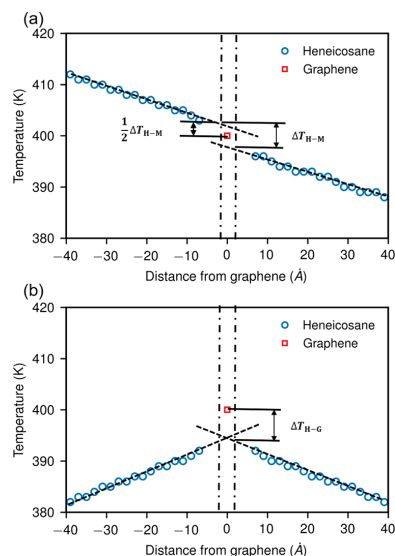 (a)
420
410
400
390
380
Temperature (K)
Heneicosane
Graphene
1/2 ΔT_H−M
ΔT_H−M
−40 −30 −20 −10 0 10 20 30 40
Distance from graphene (Å)
(b)
420
410
400
390
380
Temperature (K)
Heneicosane
Graphene
ΔT_H−G
−40 −30 −20 −10 0 10 20 30 40
Distance from graphene (Å)